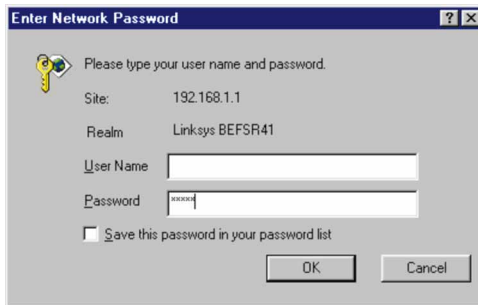 Enter Network Password
Please type your user name and password.
Site: 192.168.1.1
Realm Linksys BEFSR41
User Name
Password xxxxx
Save this password in your password list
OK Cancel